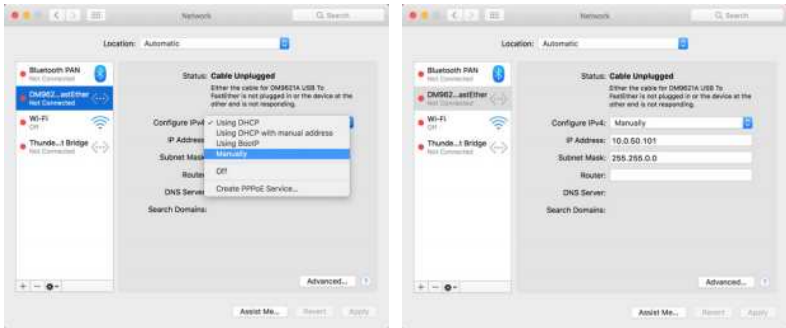 Network
Search
Location: Automatic
Bluetooth PAN
Not Connected
DM962...astEther
Not Connected
Wi-Fi
Off
Thunde...t Bridge
Not Connected
Status: Cable Unplugged
Either the cable for DM9621A USB To
FastEther is not plugged in or the device at the
other end is not responding.
Configure IPv4: ✓ Using DHCP
Using DHCP with manual address
Using BootP
Manually
Off
Create PPPoE Service...
IP Address:
Subnet Mask
Router
DNS Server
Search Domains:
Advanced... ?
Assist Me... Revert Apply
Network
Search
Location: Automatic
Bluetooth PAN
Not Connected
DM962...astEther
Not Connected
Wi-Fi
Off
Thunde...t Bridge
Not Connected
Status: Cable Unplugged
Either the cable for DM9621A USB To
FastEther is not plugged in or the device at the
other end is not responding.
Configure IPv4: Manually
IP Address: 10.0.50.101
Subnet Mask: 255.255.0.0
Router:
DNS Server:
Search Domains:
Advanced... ?
Assist Me... Revert Apply